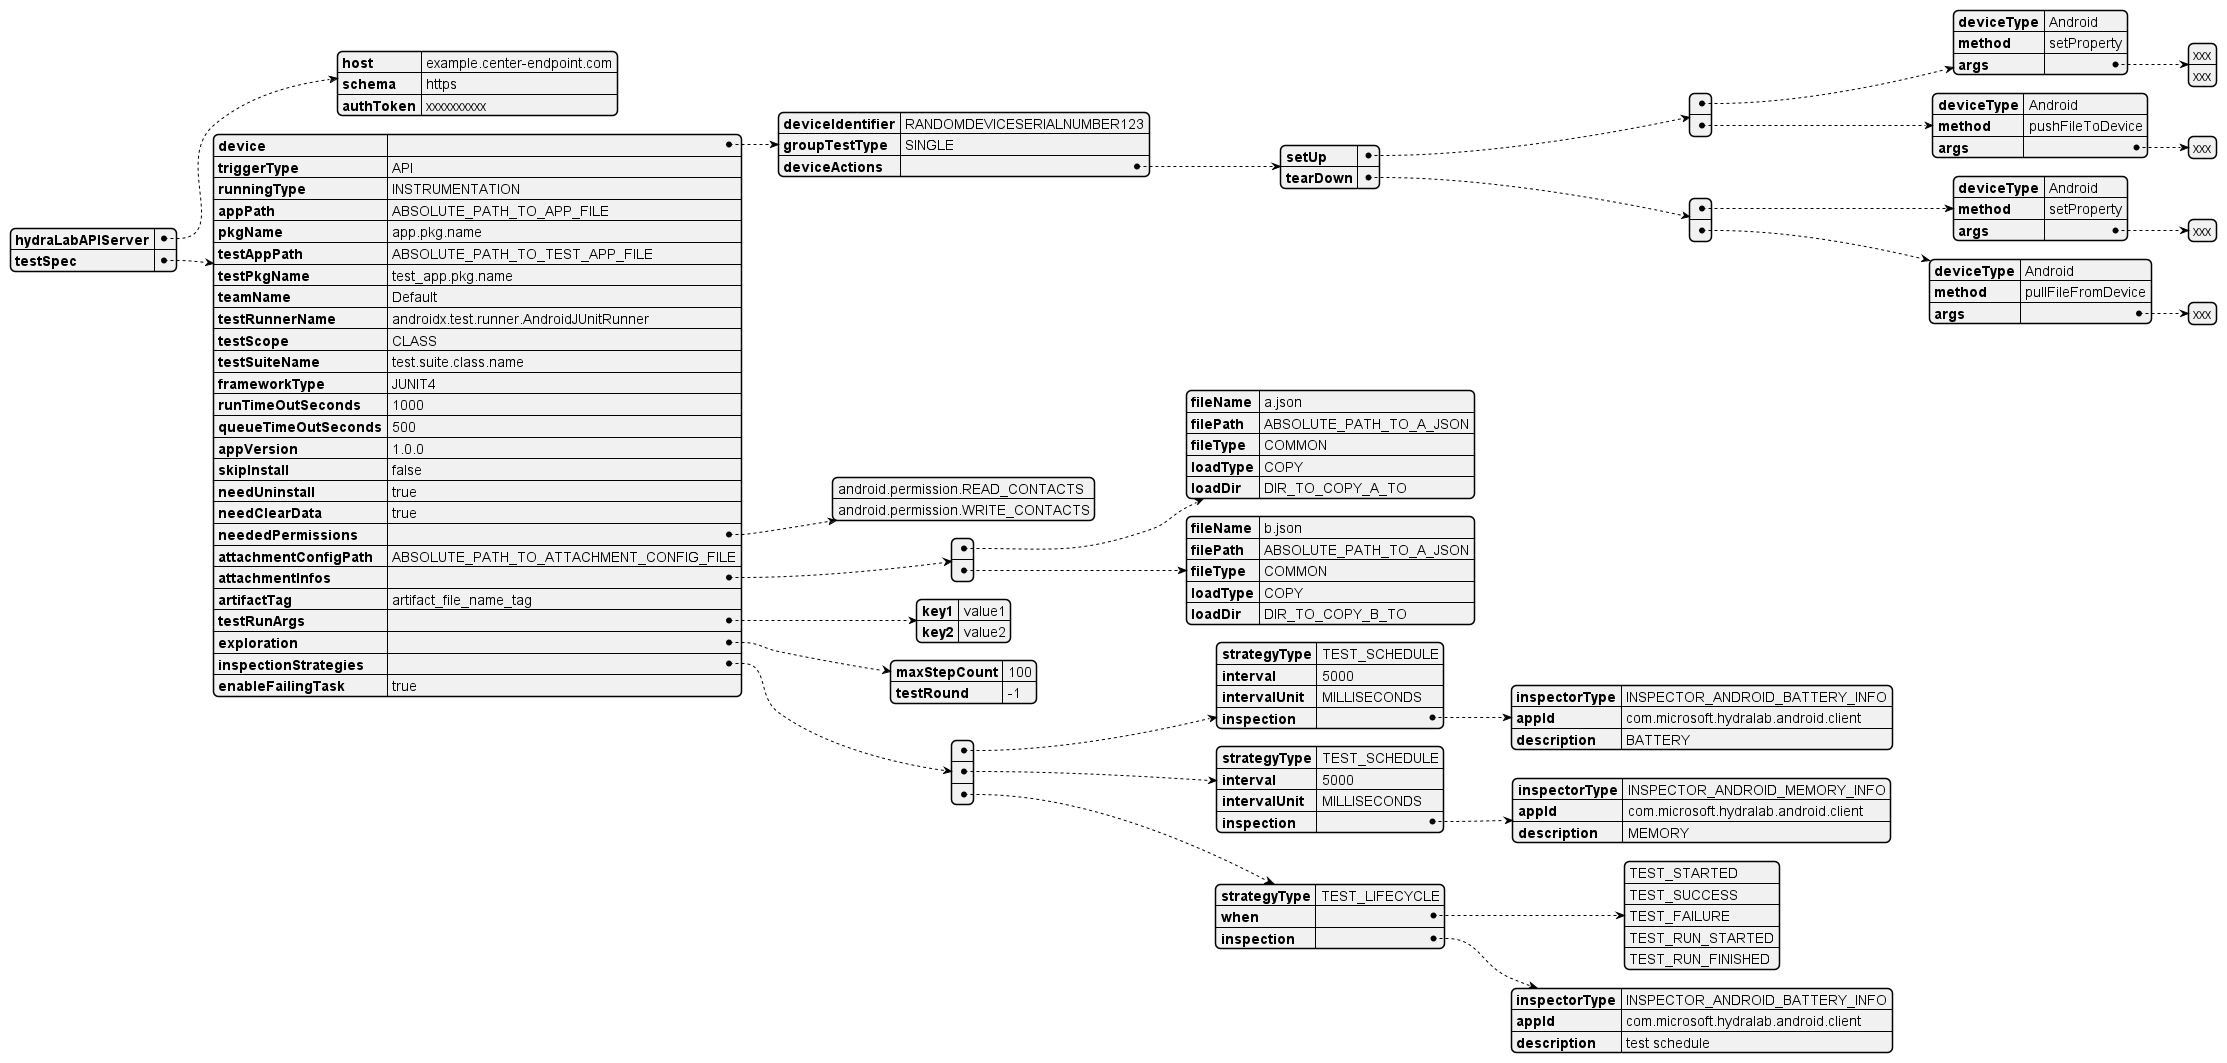 hydraLabAPIServer
testSpec
host example.center-endpoint.com
schema https
authToken xxxxxxxxxx
device
triggerType API
runningType INSTRUMENTATION
appPath ABSOLUTE_PATH_TO_APP_FILE
pkgName app.pkg.name
testAppPath ABSOLUTE_PATH_TO_TEST_APP_FILE
testPkgName test_app.pkg.name
teamName Default
testRunnerName androidx.test.runner.AndroidJUnitRunner
testScope CLASS
testSuiteName test.suite.class.name
frameworkType JUNIT4
runTimeOutSeconds 1000
queueTimeOutSeconds 500
appVersion 1.0.0
skipInstall false
needUninstall true
needClearData true
neededPermissions
attachmentConfigPath ABSOLUTE_PATH_TO_ATTACHMENT_CONFIG_FILE
attachmentInfos
artifactTag artifact_file_name_tag
testRunArgs
exploration
inspectionStrategies
enableFailingTask true
deviceIdentifier RANDOMDEVICESERIALNUMBER123
groupTestType SINGLE
deviceActions
setUp
tearDown
deviceType Android
method setProperty
args
xxx
xxx
deviceType Android
method pushFileToDevice
args
xxx
deviceType Android
method setProperty
args
xxx
deviceType Android
method pullFileFromDevice
args
xxx
android.permission.READ_CONTACTS
android.permission.WRITE_CONTACTS
fileName a.json
filePath ABSOLUTE_PATH_TO_A_JSON
fileType COMMON
loadType COPY
loadDir DIR_TO_COPY_A_TO
fileName b.json
filePath ABSOLUTE_PATH_TO_A_JSON
fileType COMMON
loadType COPY
loadDir DIR_TO_COPY_B_TO
key1 value1
key2 value2
maxStepCount 100
testRound -1
strategyType TEST_SCHEDULE
interval 5000
intervalUnit MILLISECONDS
inspection
inspectorType INSPECTOR_ANDROID_BATTERY_INFO
appId com.microsoft.hydralab.android.client
description BATTERY
strategyType TEST_SCHEDULE
interval 5000
intervalUnit MILLISECONDS
inspection
inspectorType INSPECTOR_ANDROID_MEMORY_INFO
appId com.microsoft.hydralab.android.client
description MEMORY
strategyType TEST_LIFECYCLE
when
inspection
TEST_STARTED
TEST_SUCCESS
TEST_FAILURE
TEST_RUN_STARTED
TEST_RUN_FINISHED
inspectorType INSPECTOR_ANDROID_BATTERY_INFO
appId com.microsoft.hydralab.android.client
description test schedule